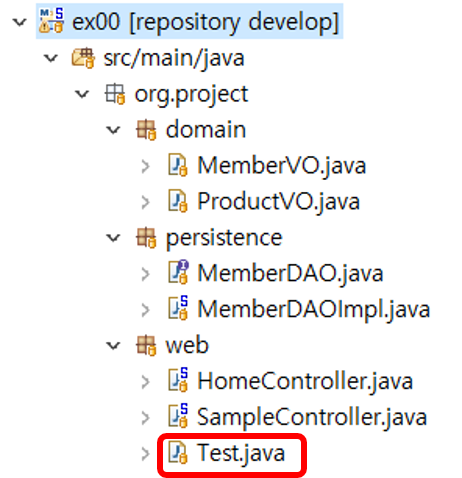 ex00 [repository develop]
src/main/java
org.project
domain
MemberVO.java
ProductVO.java
persistence
MemberDAO.java
MemberDAOImpl.java
web
HomeController.java
SampleController.java
Test.java